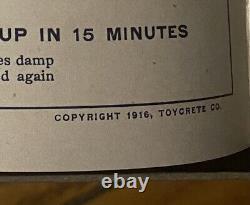 UP IN 15 MINUTES
es damp
d again
COPYRIGHT 1916, TOYCRETE CO.
ebay